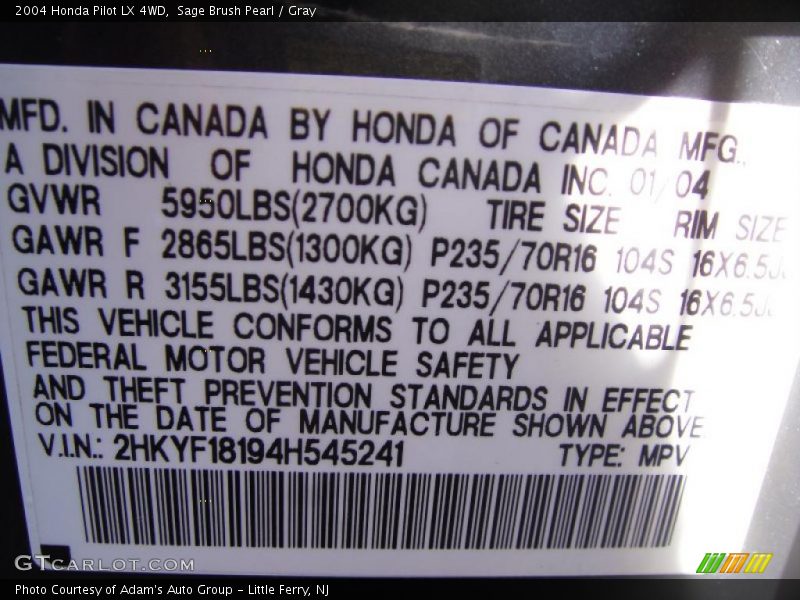 2004 Honda Pilot LX 4WD, Sage Brush Pearl / Gray
MFD. IN CANADA BY HONDA OF CANADA MFG.,
A DIVISION OF HONDA CANADA INC. 01/04
GVWR 5950LBS(2700KG) TIRE SIZE RIM SIZE
GAWR F 2865LBS(1300KG) P235/70R16 104S 16X6.5J
GAWR R 3155LBS(1430KG) P235/70R16 104S 16X6.5J
THIS VEHICLE CONFORMS TO ALL APPLICABLE
FEDERAL MOTOR VEHICLE SAFETY
AND THEFT PREVENTION STANDARDS IN EFFECT
ON THE DATE OF MANUFACTURE SHOWN ABOVE.
V.I.N.: 2HKYF18194H545241 TYPE: MPV
GTCARLOT.COM
Photo Courtesy of Adam's Auto Group - Little Ferry, NJ